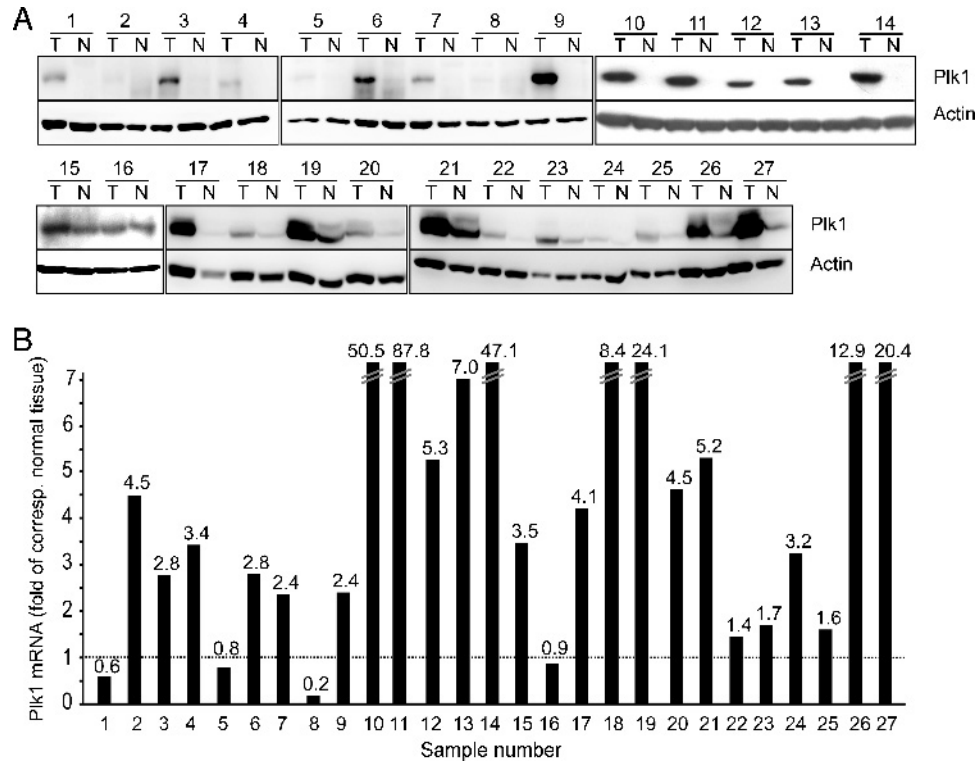 A
1 2 3 4 5 6 7 8 9 10 11 12 13 14
T N T N T N T N T N T N T N T N T N T N T N T N T N T N
Plk1
Actin
15 16 17 18 19 20 21 22 23 24 25 26 27
T N T N T N T N T N T N T N T N T N T N T N T N T N
Plk1
Actin
B
Plk1 mRNA (fold of corresp. normal tissue)
7
6
5
4
3
2
1
0
0.6 4.5 2.8 3.4 0.8 2.8 2.4 0.2 2.4 50.5 87.8 5.3 7.0 47.1 3.5 0.9 4.1 8.4 24.1 4.5 5.2 1.4 1.7 3.2 1.6 12.9 20.4
1 2 3 4 5 6 7 8 9 10 11 12 13 14 15 16 17 18 19 20 21 22 23 24 25 26 27
Sample number